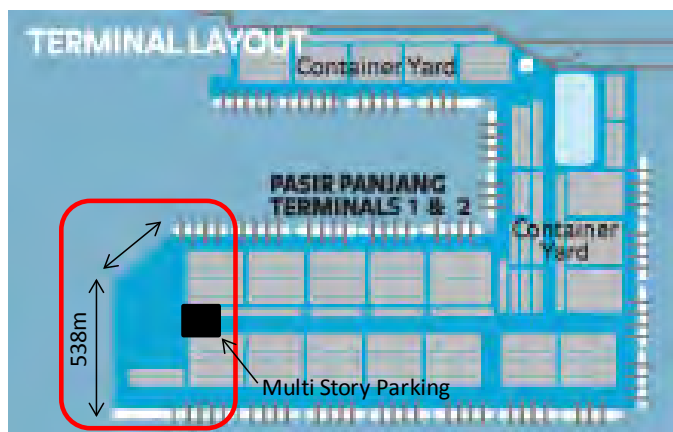 TERMINAL LAYOUT
Container Yard
PASIR PANJANG
TERMINALS 1 & 2
Container
Yard
538m
Multi Story Parking